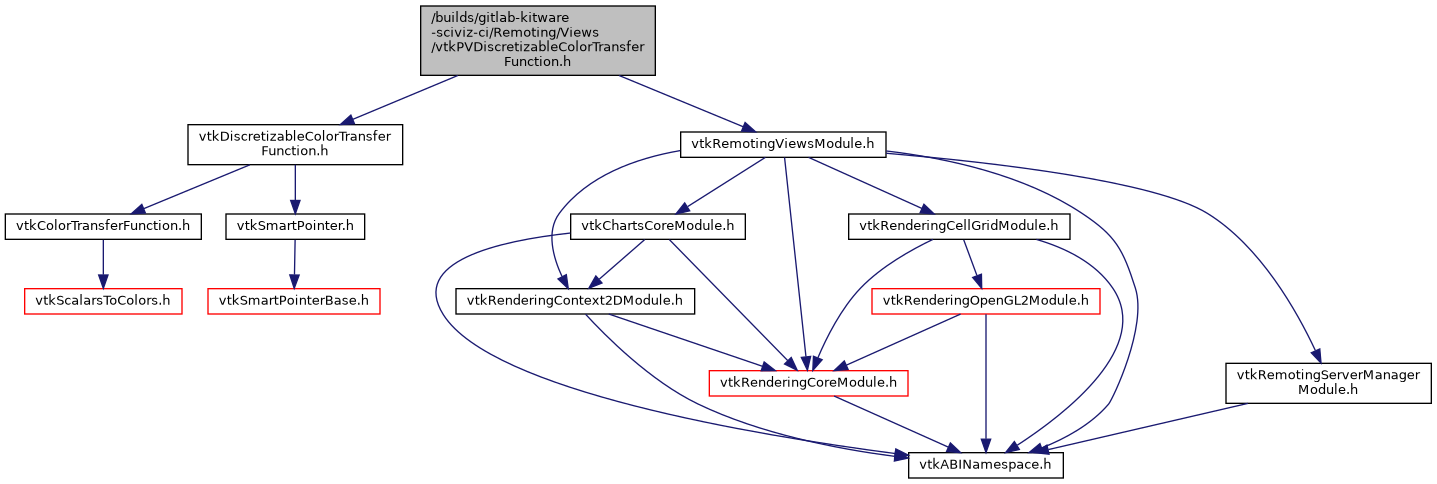 /builds/gitlab-kitware
-sciviz-ci/Remoting/Views
/vtkPVDiscretizableColorTransfer
Function.h
vtkDiscretizableColorTransfer
Function.h
vtkRemotingViewsModule.h
vtkColorTransferFunction.h
vtkSmartPointer.h
vtkChartsCoreModule.h
vtkRenderingCellGridModule.h
vtkScalarsToColors.h
vtkSmartPointerBase.h
vtkRenderingContext2DModule.h
vtkRenderingOpenGL2Module.h
vtkRenderingCoreModule.h
vtkRemotingServerManager
Module.h
vtkABINamespace.h